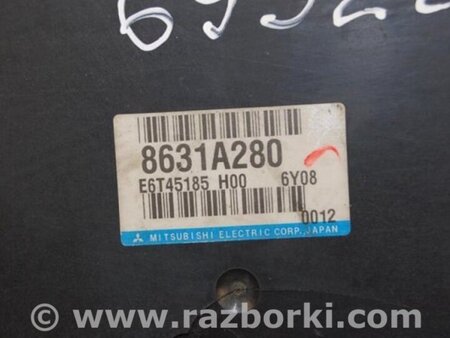 8631A280
E6T45185 H00 6Y08
0012
MITSUBISHI ELECTRIC CORP., JAPAN
© www.razborki.com